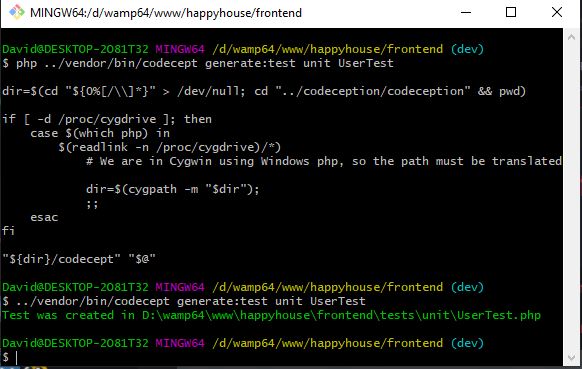 MINGW64:/d/wamp64/www/happyhouse/frontend
David@DESKTOP-2O81T32 MINGW64 /d/wamp64/www/happyhouse/frontend (dev)
$ php ../vendor/bin/codecept generate:test unit UserTest
dir=$(cd "${0%[/\\]*}" > /dev/null; cd "../codeception/codeception" && pwd)
if [ -d /proc/cygdrive ]; then
    case $(which php) in
        $(readlink -n /proc/cygdrive)/*)
            # We are in Cygwin using Windows php, so the path must be translated
            dir=$(cygpath -m "$dir");
            ;;
    esac
fi
"${dir}/codecept" "$@"
David@DESKTOP-2O81T32 MINGW64 /d/wamp64/www/happyhouse/frontend (dev)
$ ../vendor/bin/codecept generate:test unit UserTest
Test was created in D:\wamp64\www\happyhouse\frontend\tests\unit\UserTest.php
David@DESKTOP-2O81T32 MINGW64 /d/wamp64/www/happyhouse/frontend (dev)
$